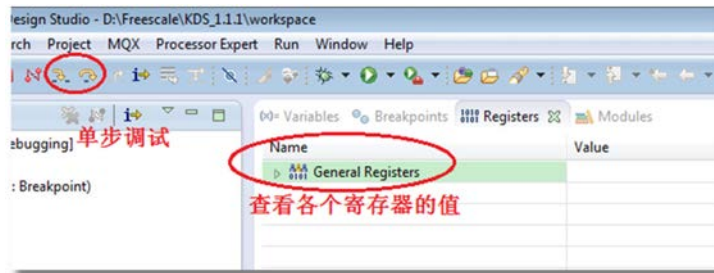 esign Studio - D:\Freescale\KDS_1.1.1\workspace
rch Project MQX Processor Expert Run Window Help
(x)= Variables Breakpoints Registers Modules
ebugging] 单步调试
Name Value
General Registers
: Breakpoint)
查看各个寄存器的值